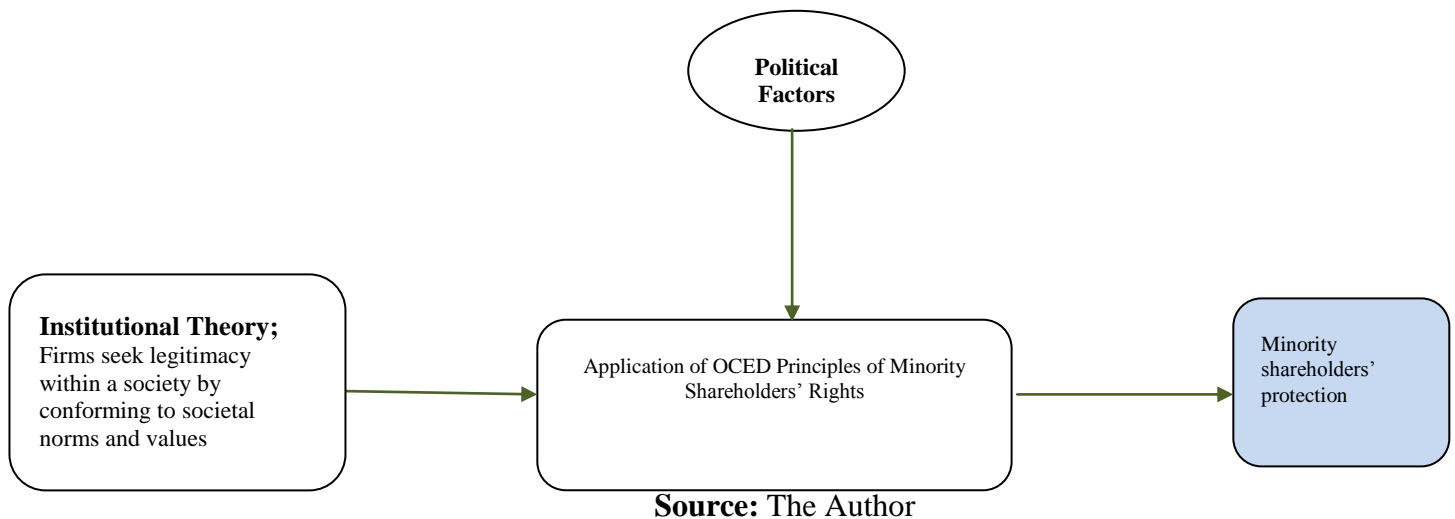 Political
Factors
Institutional Theory;
Firms seek legitimacy
within a society by
conforming to societal
norms and values
Application of OCED Principles of Minority
Shareholders’ Rights
Minority
shareholders’
protection
Source: The Author